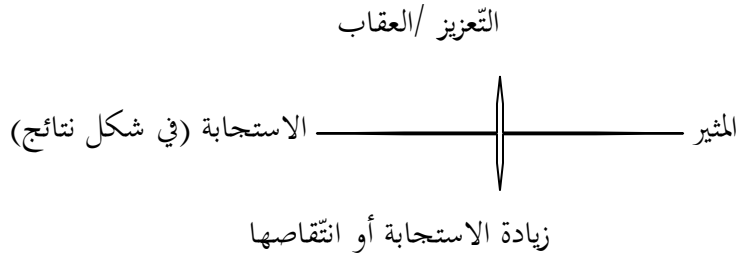 التّعزيز /العقاب
المثير
الاستجابة (في شكل نتائج)
زيادة الاستجابة أو انتّقاصها